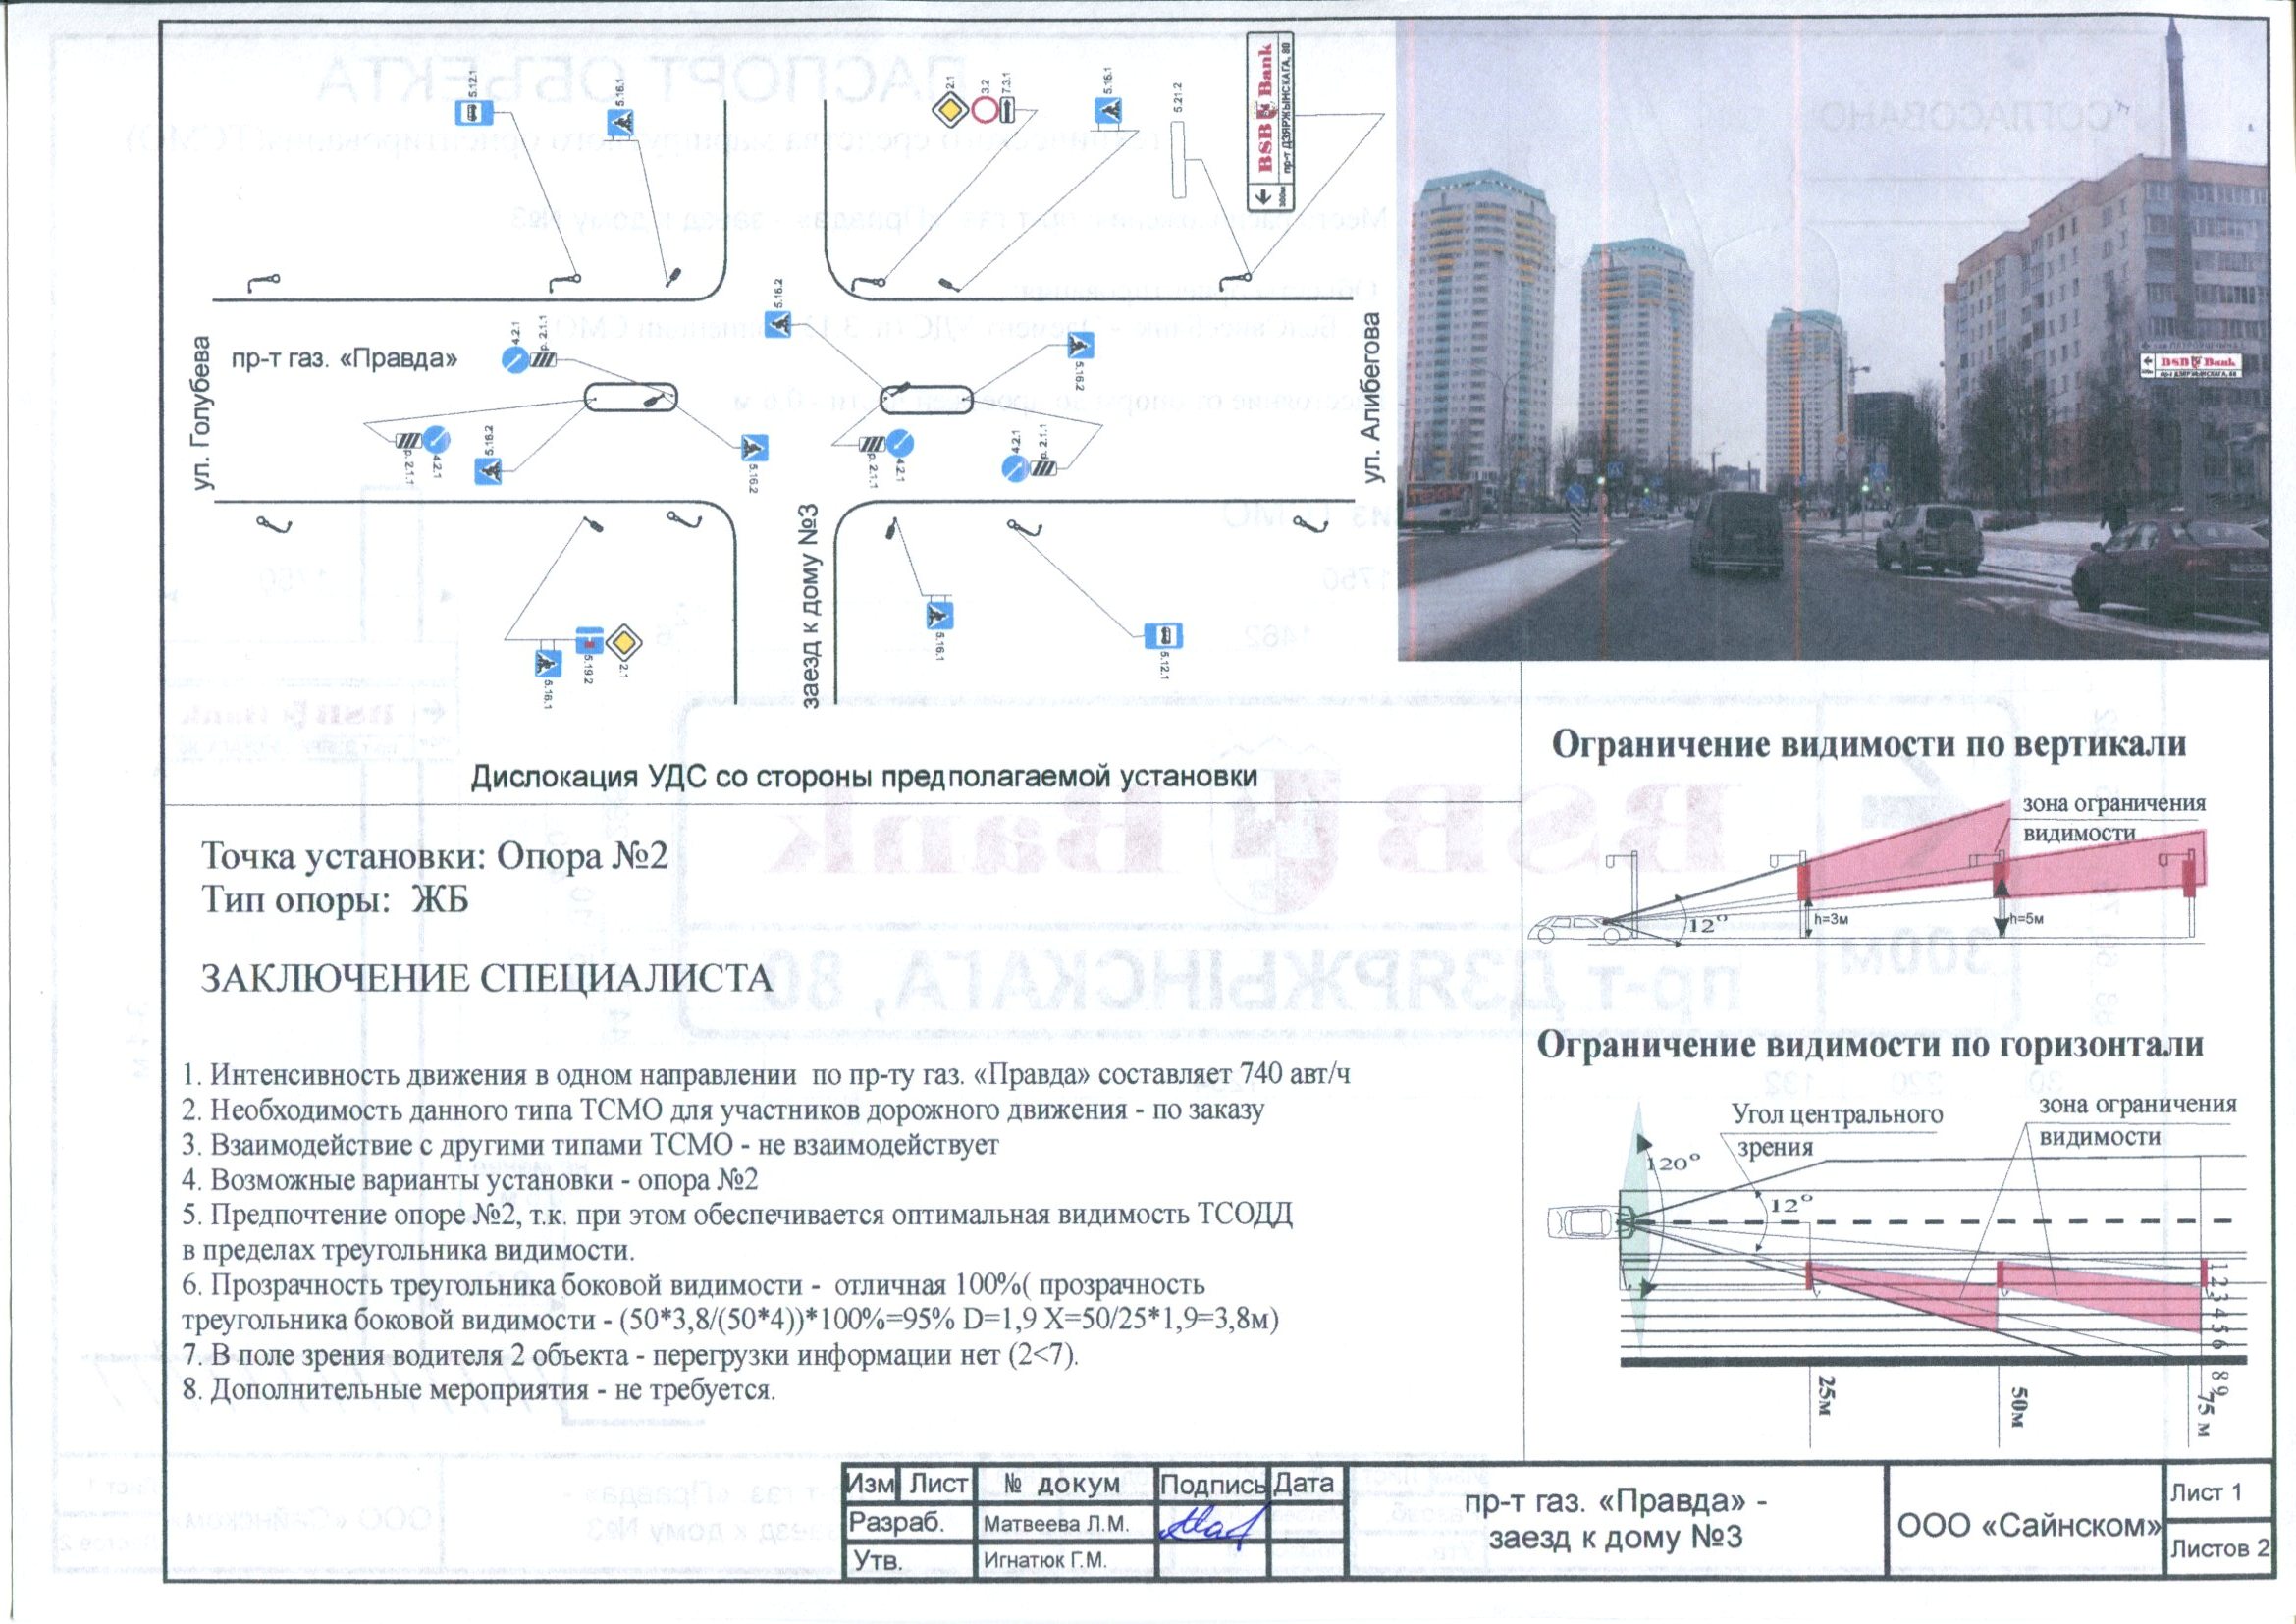 5.12.1
5.16.1
2.1
3.2
7.3.1
5.16.1
5.21.2
BSB Bank
пр-т ДЗЯРЖЫНСКАГА, 80
300м
ул. Голубева
пр-т газ. «Правда»
4.2.1
р. 2.1.1
5.16.2
5.16.2
ул. Алибегова
р. 2.1.1
4.2.1
5.16.2
5.16.2
р. 2.1.1
4.2.1
4.2.1
р. 2.1.1
заезд к дому №3
5.16.1
5.19.2
2.1
5.16.1
5.12.1
BSB Bank
Дислокация УДС со стороны предполагаемой установки
Точка установки: Опора №2
Тип опоры: ЖБ
ЗАКЛЮЧЕНИЕ СПЕЦИАЛИСТА
1. Интенсивность движения в одном направлении по пр-ту газ. «Правда» составляет 740 авт/ч
2. Необходимость данного типа ТСМО для участников дорожного движения - по заказу
3. Взаимодействие с другими типами ТСМО - не взаимодействует
4. Возможные варианты установки - опора №2
5. Предпочтение опоре №2, т.к. при этом обеспечивается оптимальная видимость ТСОДД
в пределах треугольника видимости.
6. Прозрачность треугольника боковой видимости - отличная 100%( прозрачность
треугольника боковой видимости - (50*3,8/(50*4))*100%=95% D=1,9 X=50/25*1,9=3,8м)
7. В поле зрения водителя 2 объекта - перегрузки информации нет (2<7).
8. Дополнительные мероприятия - не требуется.
Ограничение видимости по вертикали
зона ограничения
видимости
12°
h=3м
h=5м
Ограничение видимости по горизонтали
Угол центрального
зрения
зона ограничения
видимости
120°
12°
1 2 3 4 5 6
8 9
25м
50м
75 м
Изм Лист № докум Подпись Дата
Разраб. Матвеева Л.М.
Утв. Игнатюк Г.М.
пр-т газ. «Правда» -
заезд к дому №3
ООО «Сайнском»
Лист 1
Листов 2